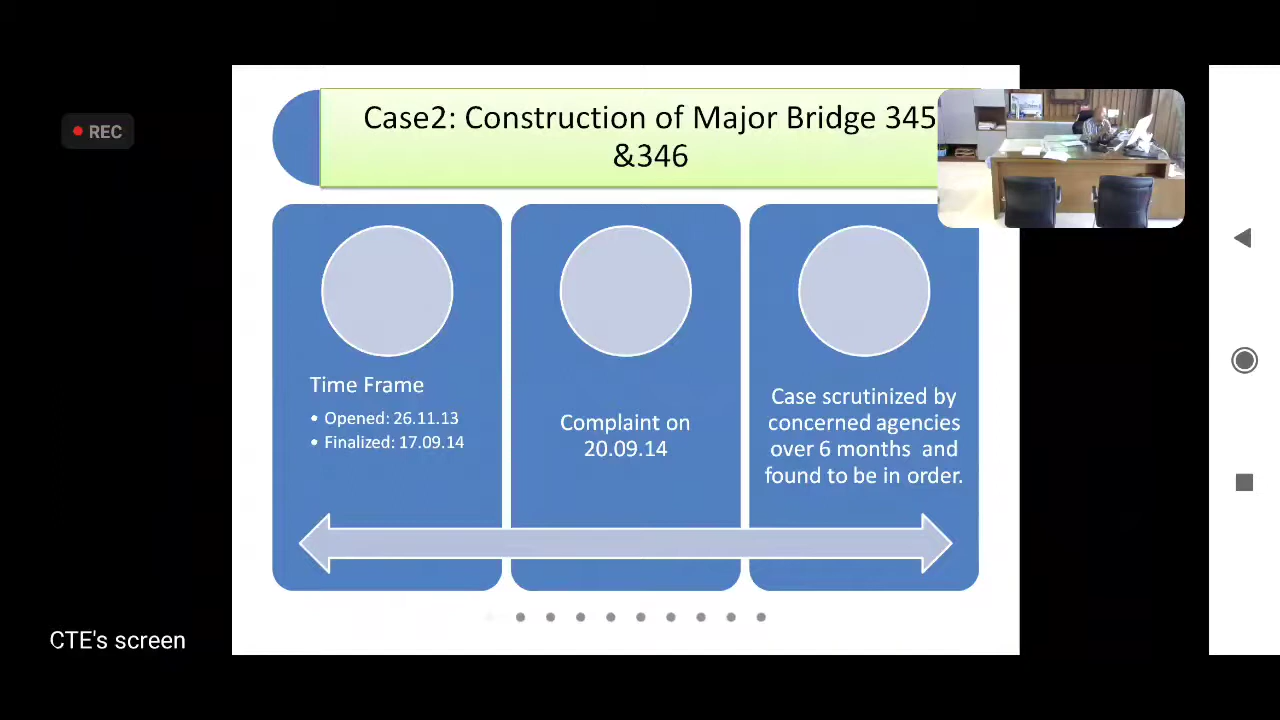 REC
Case2: Construction of Major Bridge 345
&346
Time Frame
• Opened: 26.11.13
• Finalized: 17.09.14
Complaint on
20.09.14
Case scrutinized by
concerned agencies
over 6 months and
found to be in order.
CTE's screen